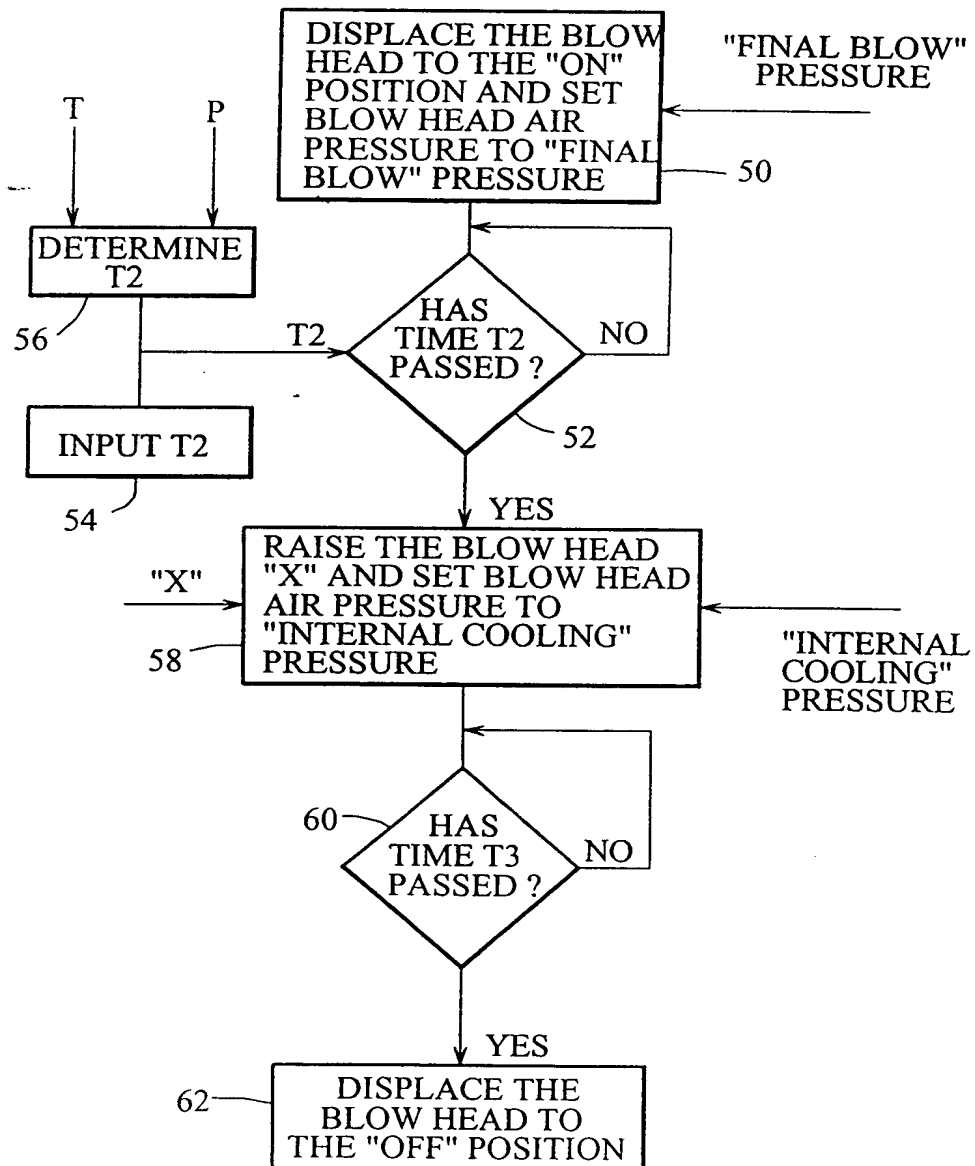 DISPLACE THE BLOW
HEAD TO THE "ON"
POSITION AND SET
BLOW HEAD AIR
PRESSURE TO "FINAL
BLOW" PRESSURE
"FINAL BLOW"
PRESSURE
50
T
P
DETERMINE
T2
56
T2
HAS
TIME T2
PASSED ?
NO
52
INPUT T2
54
YES
RAISE THE BLOW HEAD
"X" AND SET BLOW HEAD
AIR PRESSURE TO
"INTERNAL COOLING"
PRESSURE
"X"
58
"INTERNAL
COOLING"
PRESSURE
60
HAS
TIME T3
PASSED ?
NO
YES
62
DISPLACE THE
BLOW HEAD TO
THE "OFF" POSITION